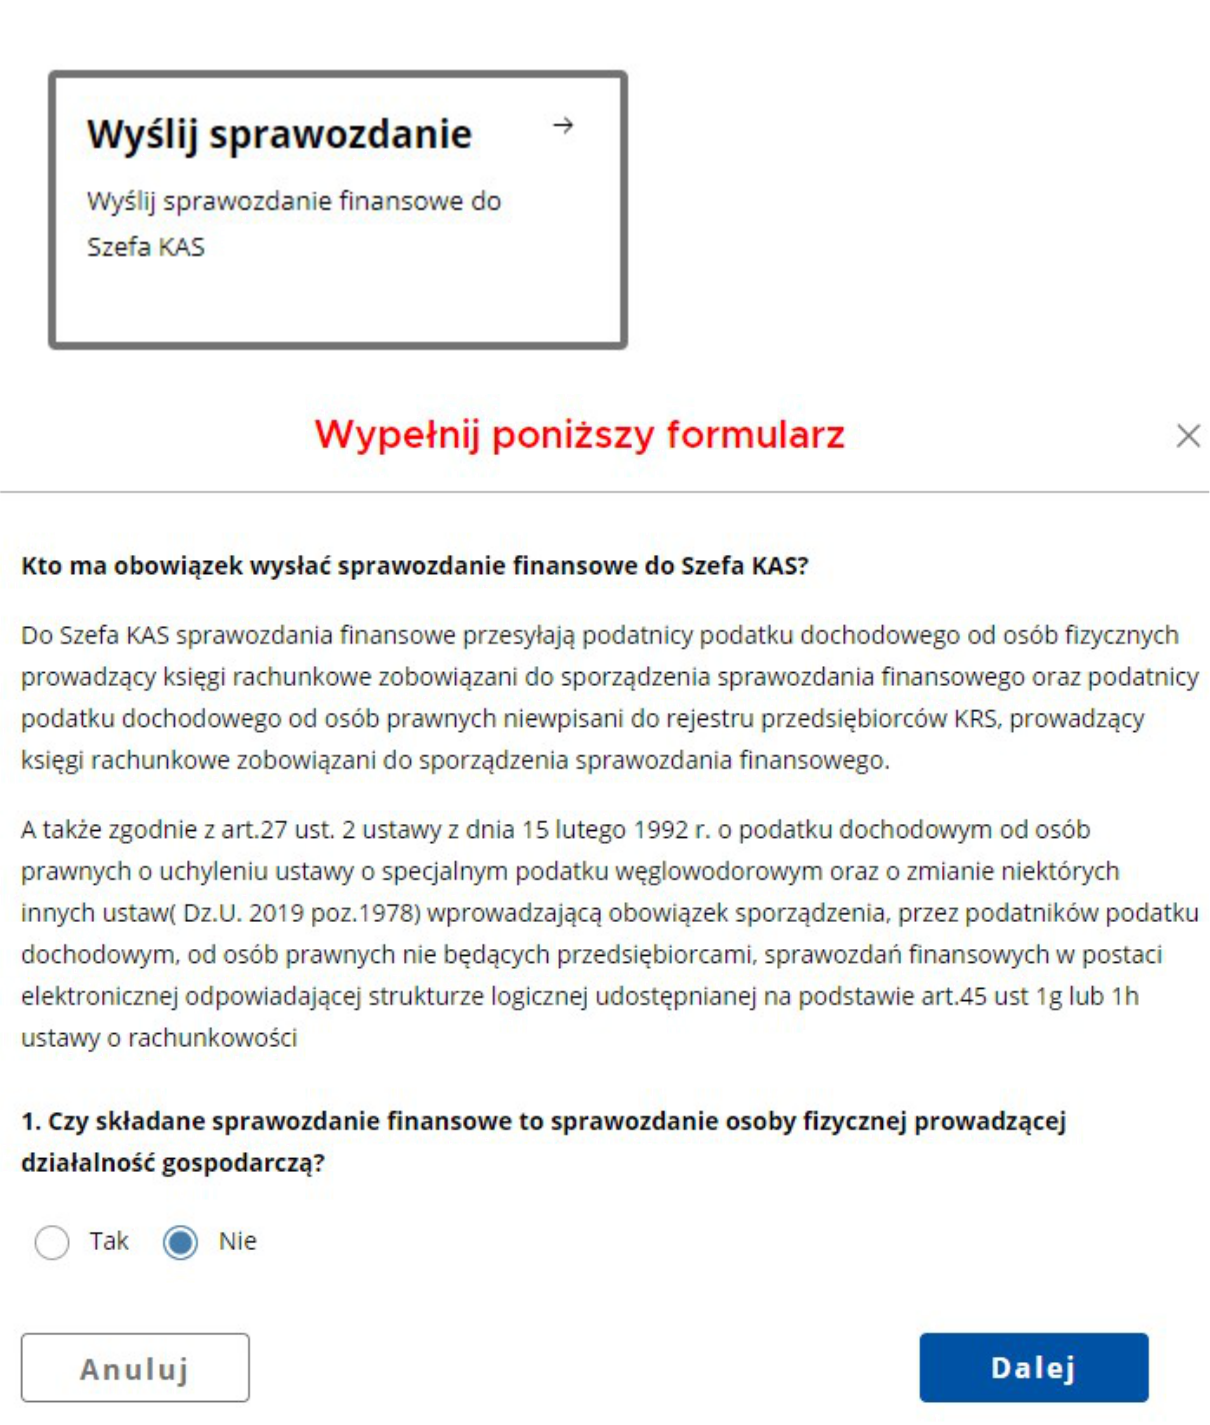 Wyślij sprawozdanie →
Wyślij sprawozdanie finansowe do
Szefa KAS
Wypełnij poniższy formularz
Kto ma obowiązek wysłać sprawozdanie finansowe do Szefa KAS?
Do Szefa KAS sprawozdania finansowe przesyłają podatnicy podatku dochodowego od osób fizycznych
prowadzący księgi rachunkowe zobowiązani do sporządzenia sprawozdania finansowego oraz podatnicy
podatku dochodowego od osób prawnych niewpisani do rejestru przedsiębiorców KRS, prowadzący
księgi rachunkowe zobowiązani do sporządzenia sprawozdania finansowego.
A także zgodnie z art.27 ust. 2 ustawy z dnia 15 lutego 1992 r. o podatku dochodowym od osób
prawnych o uchyleniu ustawy o specjalnym podatku węglowodorowym oraz o zmianie niektórych
innych ustaw( Dz.U. 2019 poz.1978) wprowadzającą obowiązek sporządzenia, przez podatników podatku
dochodowym, od osób prawnych nie będących przedsiębiorcami, sprawozdań finansowych w postaci
elektronicznej odpowiadającej strukturze logicznej udostępnianej na podstawie art.45 ust 1g lub 1h
ustawy o rachunkowości
1. Czy składane sprawozdanie finansowe to sprawozdanie osoby fizycznej prowadzącej
działalność gospodarczą?
Tak Nie
Anuluj Dalej